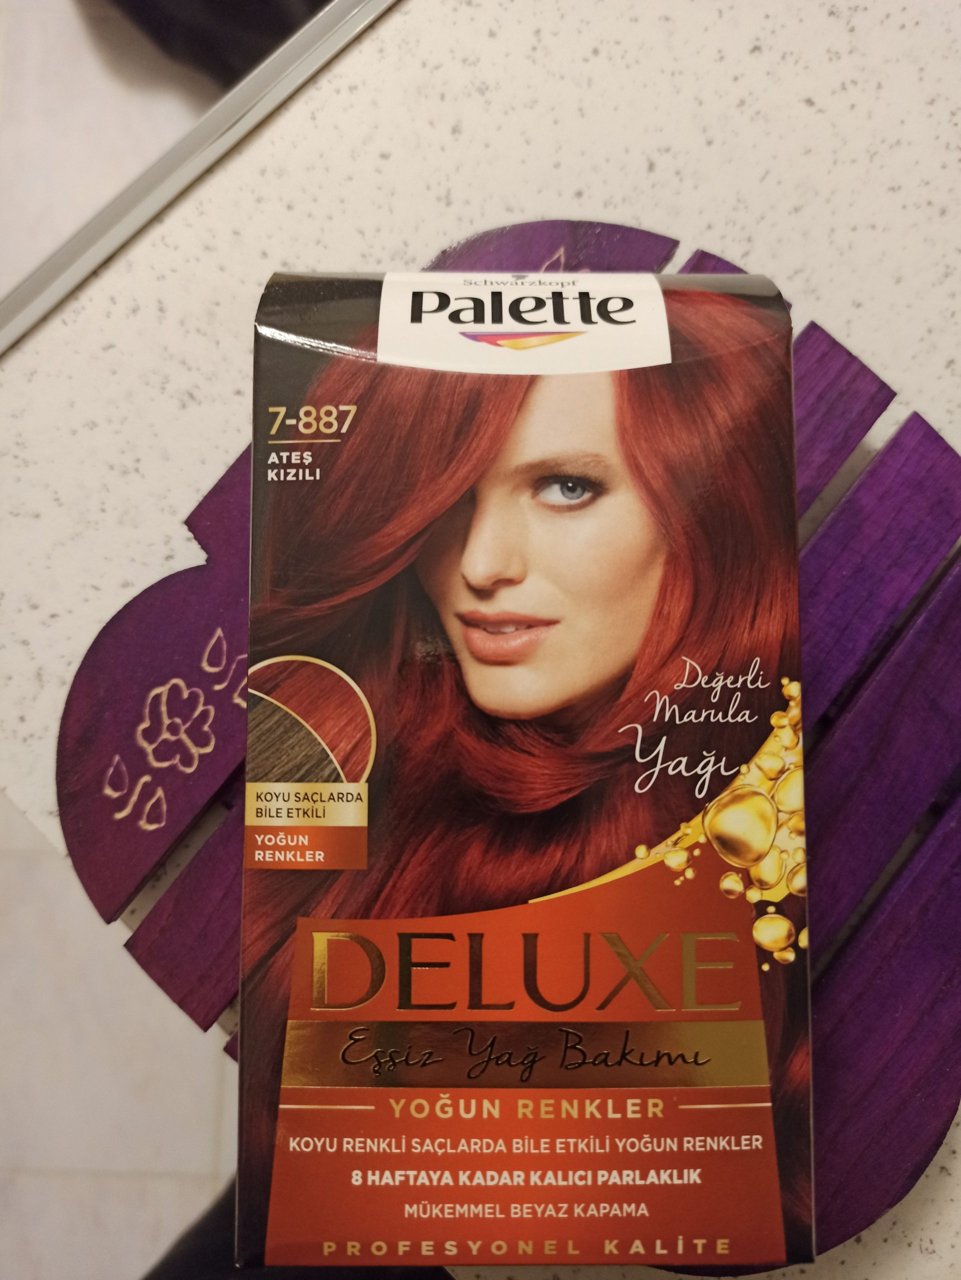 Schwarzkopf
Palette
7-887
ATEŞ
KIZILI
Değerli
Marula
Yağı
KOYU SAÇLARDA
BİLE ETKİLİ
YOĞUN
RENKLER
DELUXE
Eşsiz Yağ Bakımı
YOĞUN RENKLER
KOYU RENKLİ SAÇLARDA BİLE ETKİLİ YOĞUN RENKLER
8 HAFTAYA KADAR KALICI PARLAKLIK
MÜKEMMEL BEYAZ KAPAMA
PROFESYONEL KALİTE